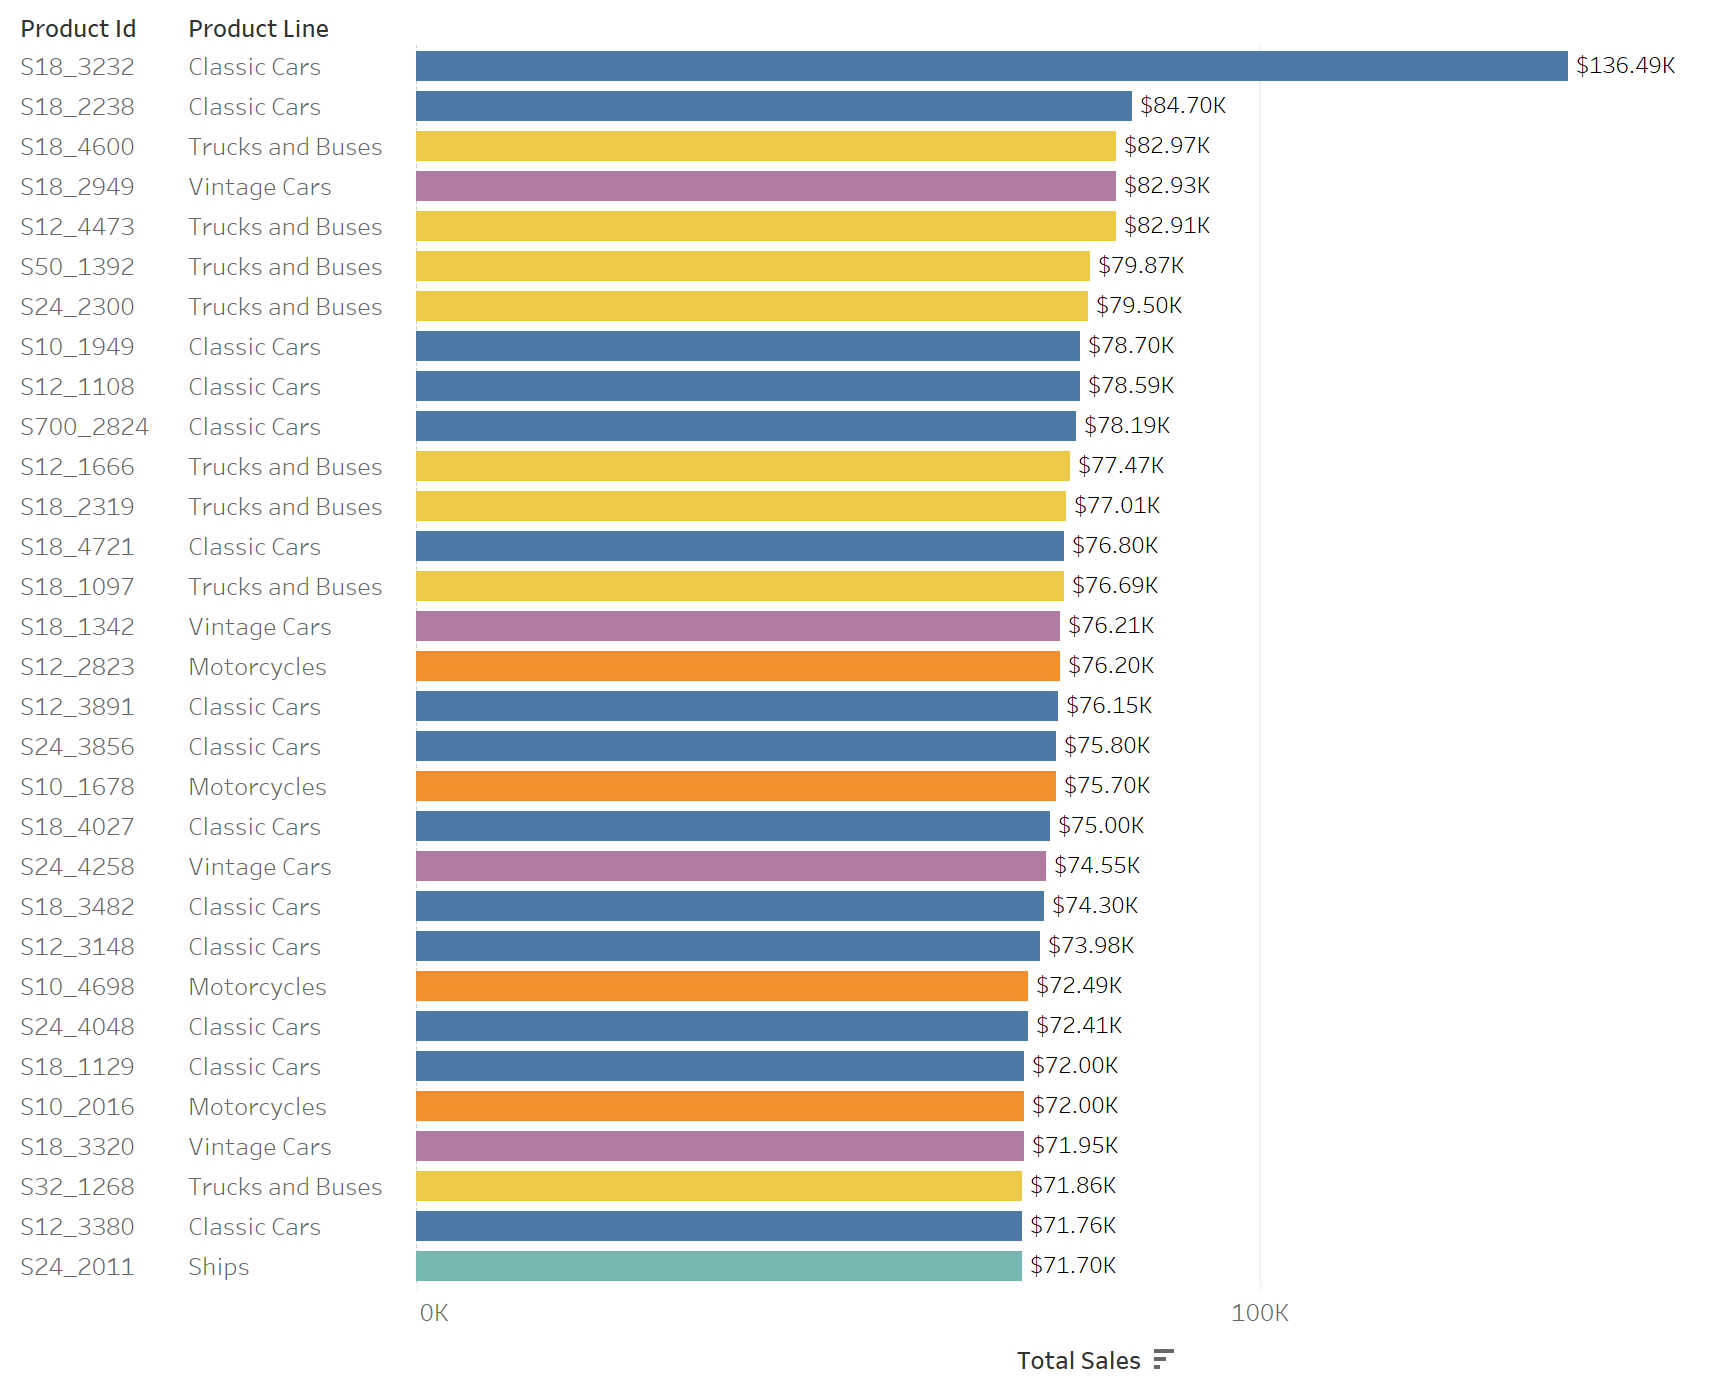 Product Id Product Line
S18_3232 Classic Cars $136.49K
S18_2238 Classic Cars $84.70K
S18_4600 Trucks and Buses $82.97K
S18_2949 Vintage Cars $82.93K
S12_4473 Trucks and Buses $82.91K
S50_1392 Trucks and Buses $79.87K
S24_2300 Trucks and Buses $79.50K
S10_1949 Classic Cars $78.70K
S12_1108 Classic Cars $78.59K
S700_2824 Classic Cars $78.19K
S12_1666 Trucks and Buses $77.47K
S18_2319 Trucks and Buses $77.01K
S18_4721 Classic Cars $76.80K
S18_1097 Trucks and Buses $76.69K
S18_1342 Vintage Cars $76.21K
S12_2823 Motorcycles $76.20K
S12_3891 Classic Cars $76.15K
S24_3856 Classic Cars $75.80K
S10_1678 Motorcycles $75.70K
S18_4027 Classic Cars $75.00K
S24_4258 Vintage Cars $74.55K
S18_3482 Classic Cars $74.30K
S12_3148 Classic Cars $73.98K
S10_4698 Motorcycles $72.49K
S24_4048 Classic Cars $72.41K
S18_1129 Classic Cars $72.00K
S10_2016 Motorcycles $72.00K
S18_3320 Vintage Cars $71.95K
S32_1268 Trucks and Buses $71.86K
S12_3380 Classic Cars $71.76K
S24_2011 Ships $71.70K
0K 100K
Total Sales